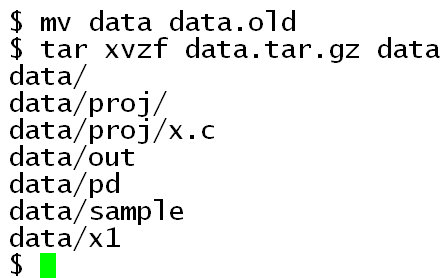 $ mv data data.old
$ tar xvzf data.tar.gz data
data/
data/proj/
data/proj/x.c
data/out
data/pd
data/sample
data/x1
$